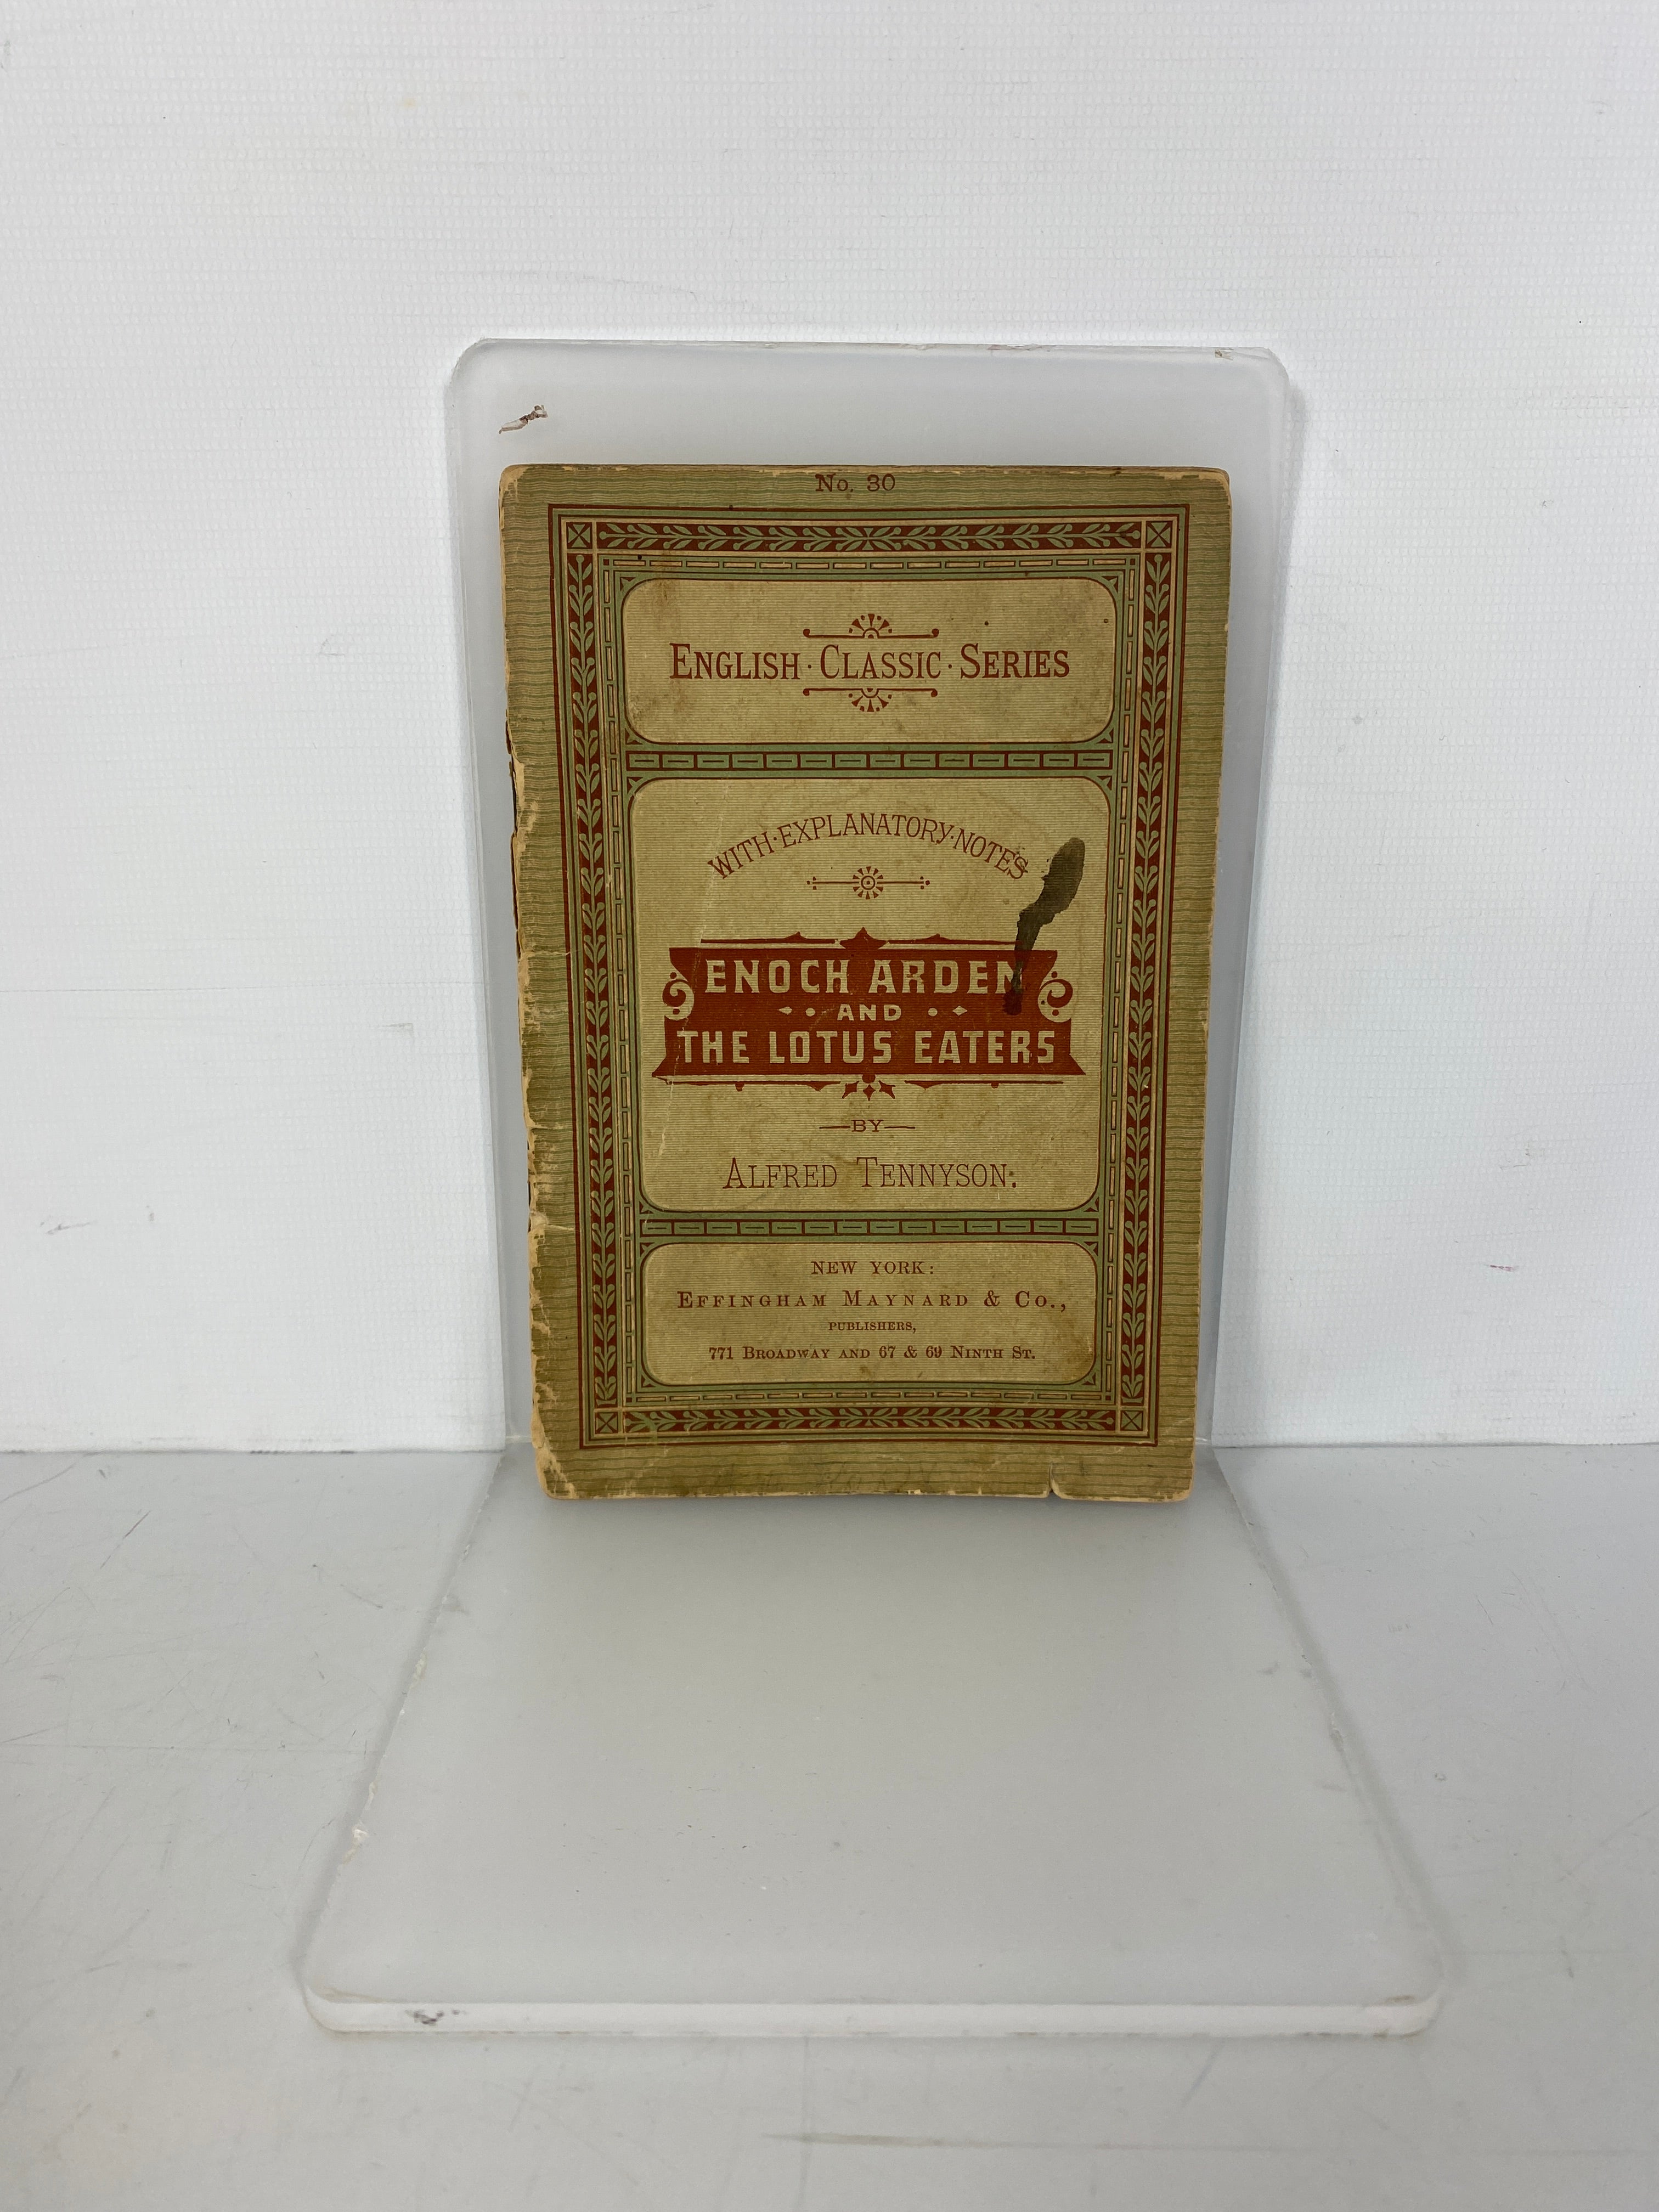 No. 30
ENGLISH · CLASSIC · SERIES
WITH · EXPLANATORY · NOTES
ENOCH ARDEN
AND
THE LOTUS EATERS
—BY—
ALFRED TENNYSON.
NEW YORK:
EFFINGHAM MAYNARD & CO.,
PUBLISHERS,
771 BROADWAY AND 67 & 69 NINTH ST.